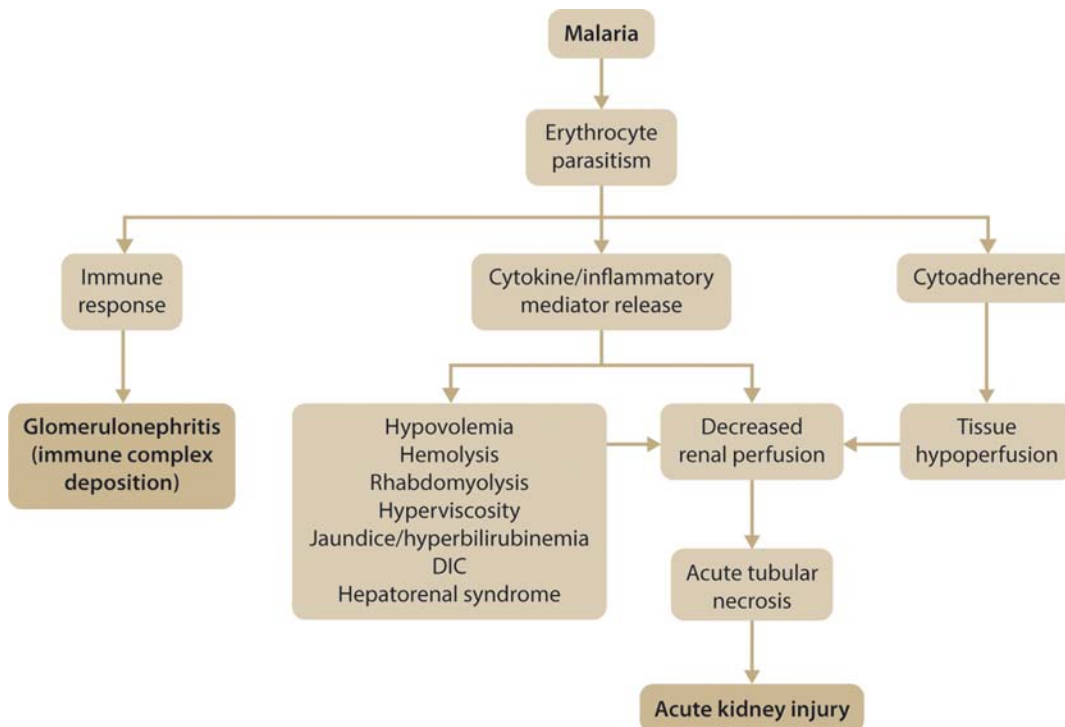 Malaria
Erythrocyte
parasitism
Immune
response
Cytokine/inflammatory
mediator release
Cytoadherence
Glomerulonephritis
(immune complex
deposition)
Hypovolemia
Hemolysis
Rhabdomyolysis
Hyperviscosity
Jaundice/hyperbilirubinemia
DIC
Hepatorenal syndrome
Decreased
renal perfusion
Tissue
hypoperfusion
Acute tubular
necrosis
Acute kidney injury